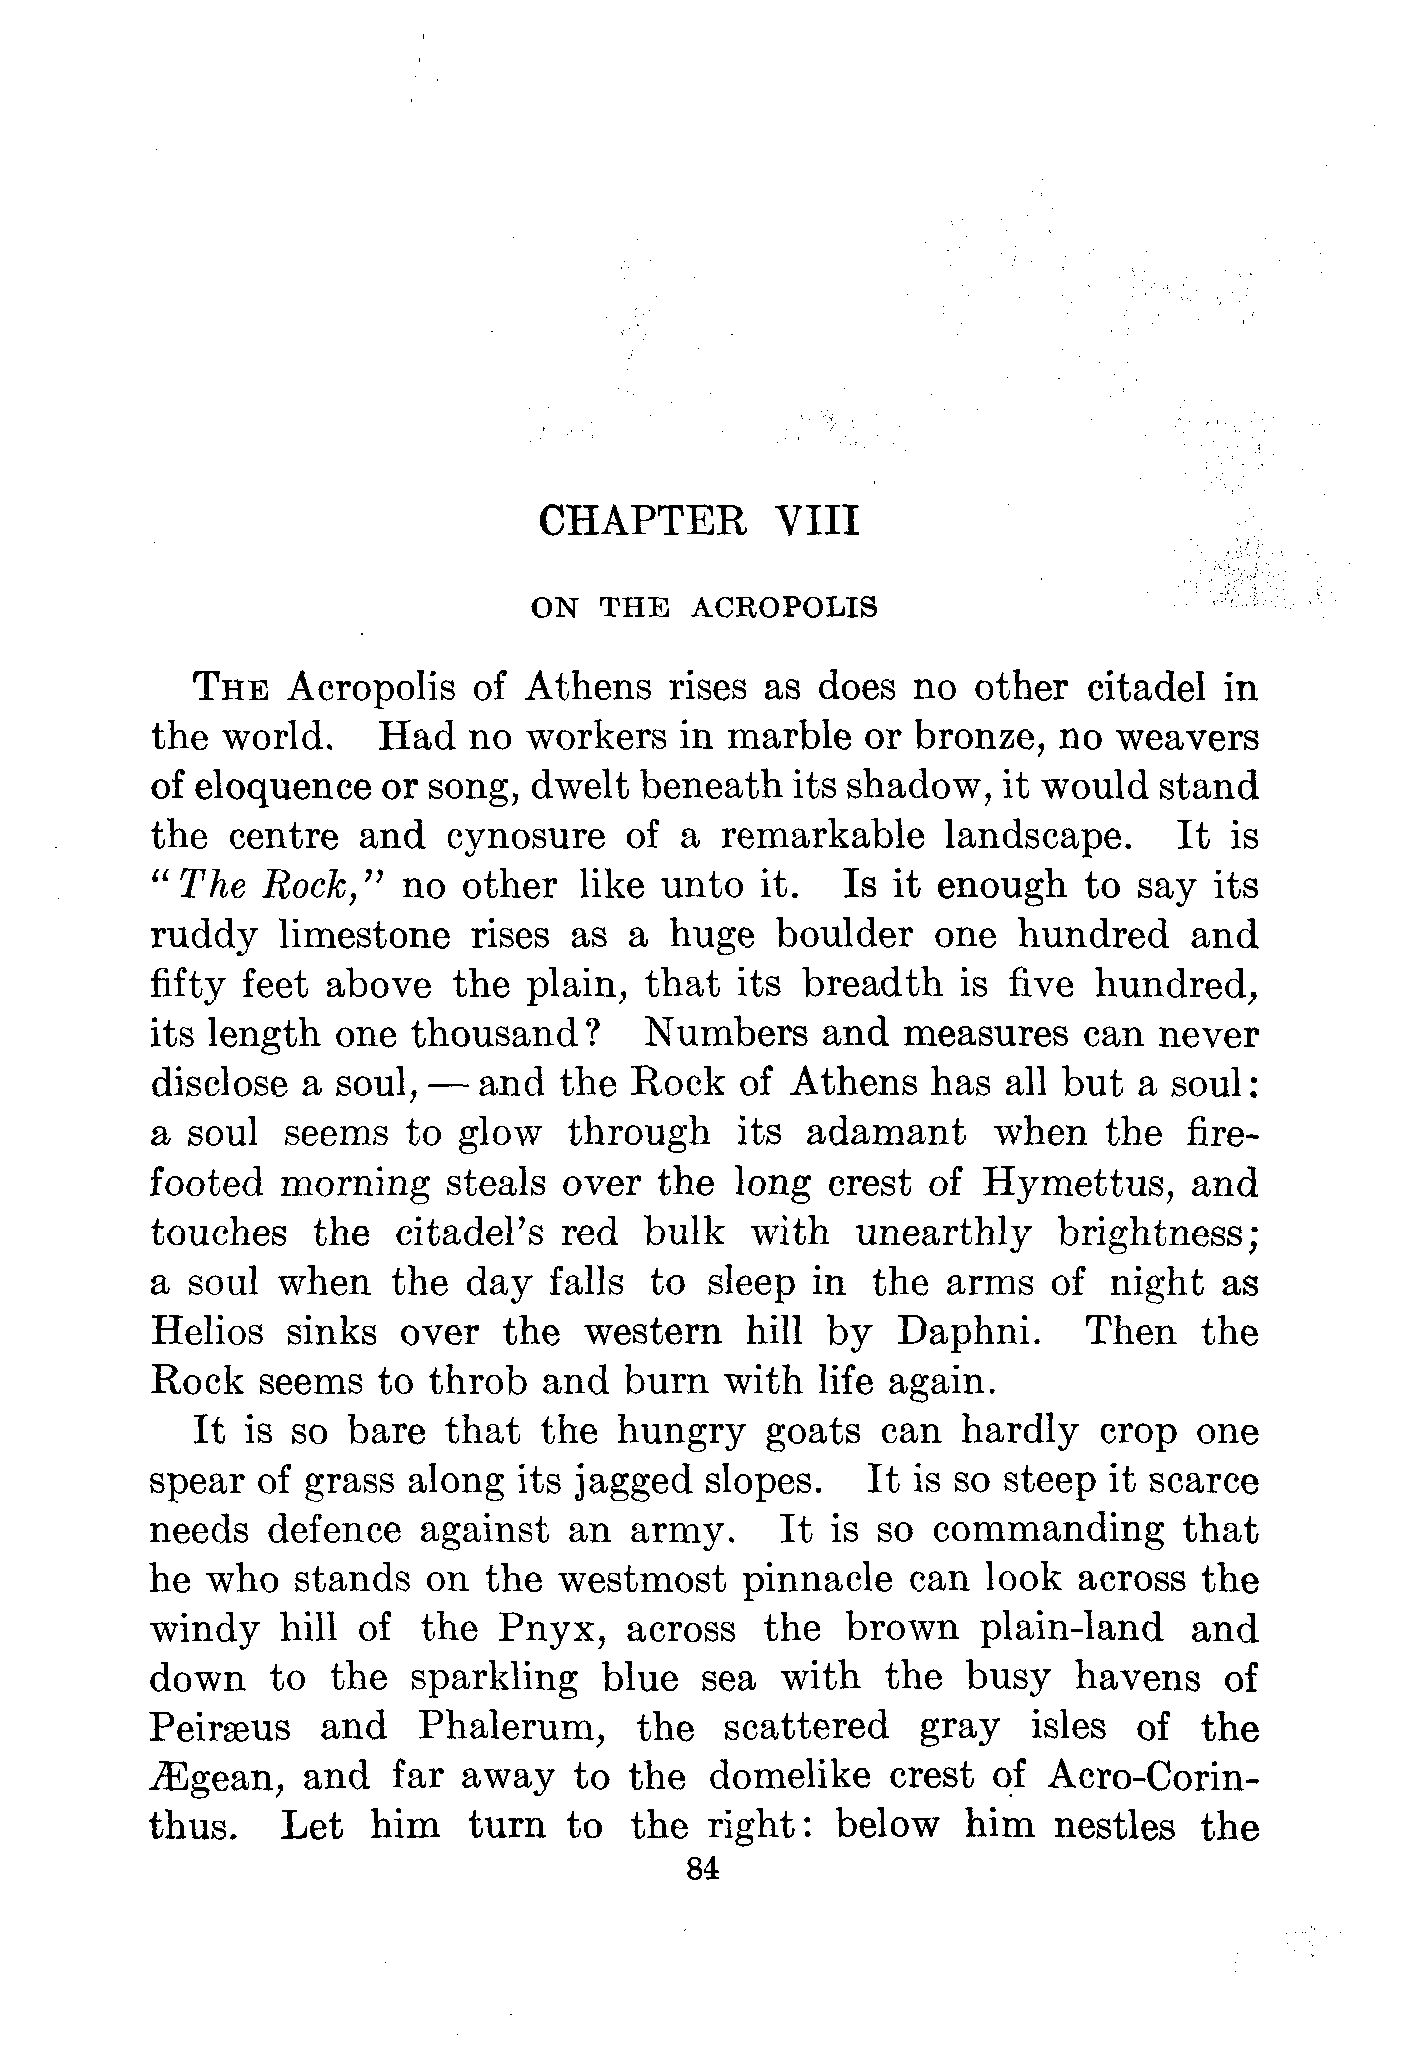 CHAPTER VIII
ON THE ACROPOLIS
THE Acropolis of Athens rises as does no other citadel in
the world. Had no workers in marble or bronze, no weavers
of eloquence or song, dwelt beneath its shadow, it would stand
the centre and cynosure of a remarkable landscape. It is
“The Rock,” no other like unto it. Is it enough to say its
ruddy limestone rises as a huge boulder one hundred and
fifty feet above the plain, that its breadth is five hundred,
its length one thousand? Numbers and measures can never
disclose a soul, — and the Rock of Athens has all but a soul:
a soul seems to glow through its adamant when the fire-
footed morning steals over the long crest of Hymettus, and
touches the citadel's red bulk with unearthly brightness;
a soul when the day falls to sleep in the arms of night as
Helios sinks over the western hill by Daphni. Then the
Rock seems to throb and burn with life again.
It is so bare that the hungry goats can hardly crop one
spear of grass along its jagged slopes. It is so steep it scarce
needs defence against an army. It is so commanding that
he who stands on the westmost pinnacle can look across the
windy hill of the Pnyx, across the brown plain-land and
down to the sparkling blue sea with the busy havens of
Peiræus and Phalerum, the scattered gray isles of the
Ægean, and far away to the domelike crest of Acro-Corin-
thus. Let him turn to the right: below him nestles the
84